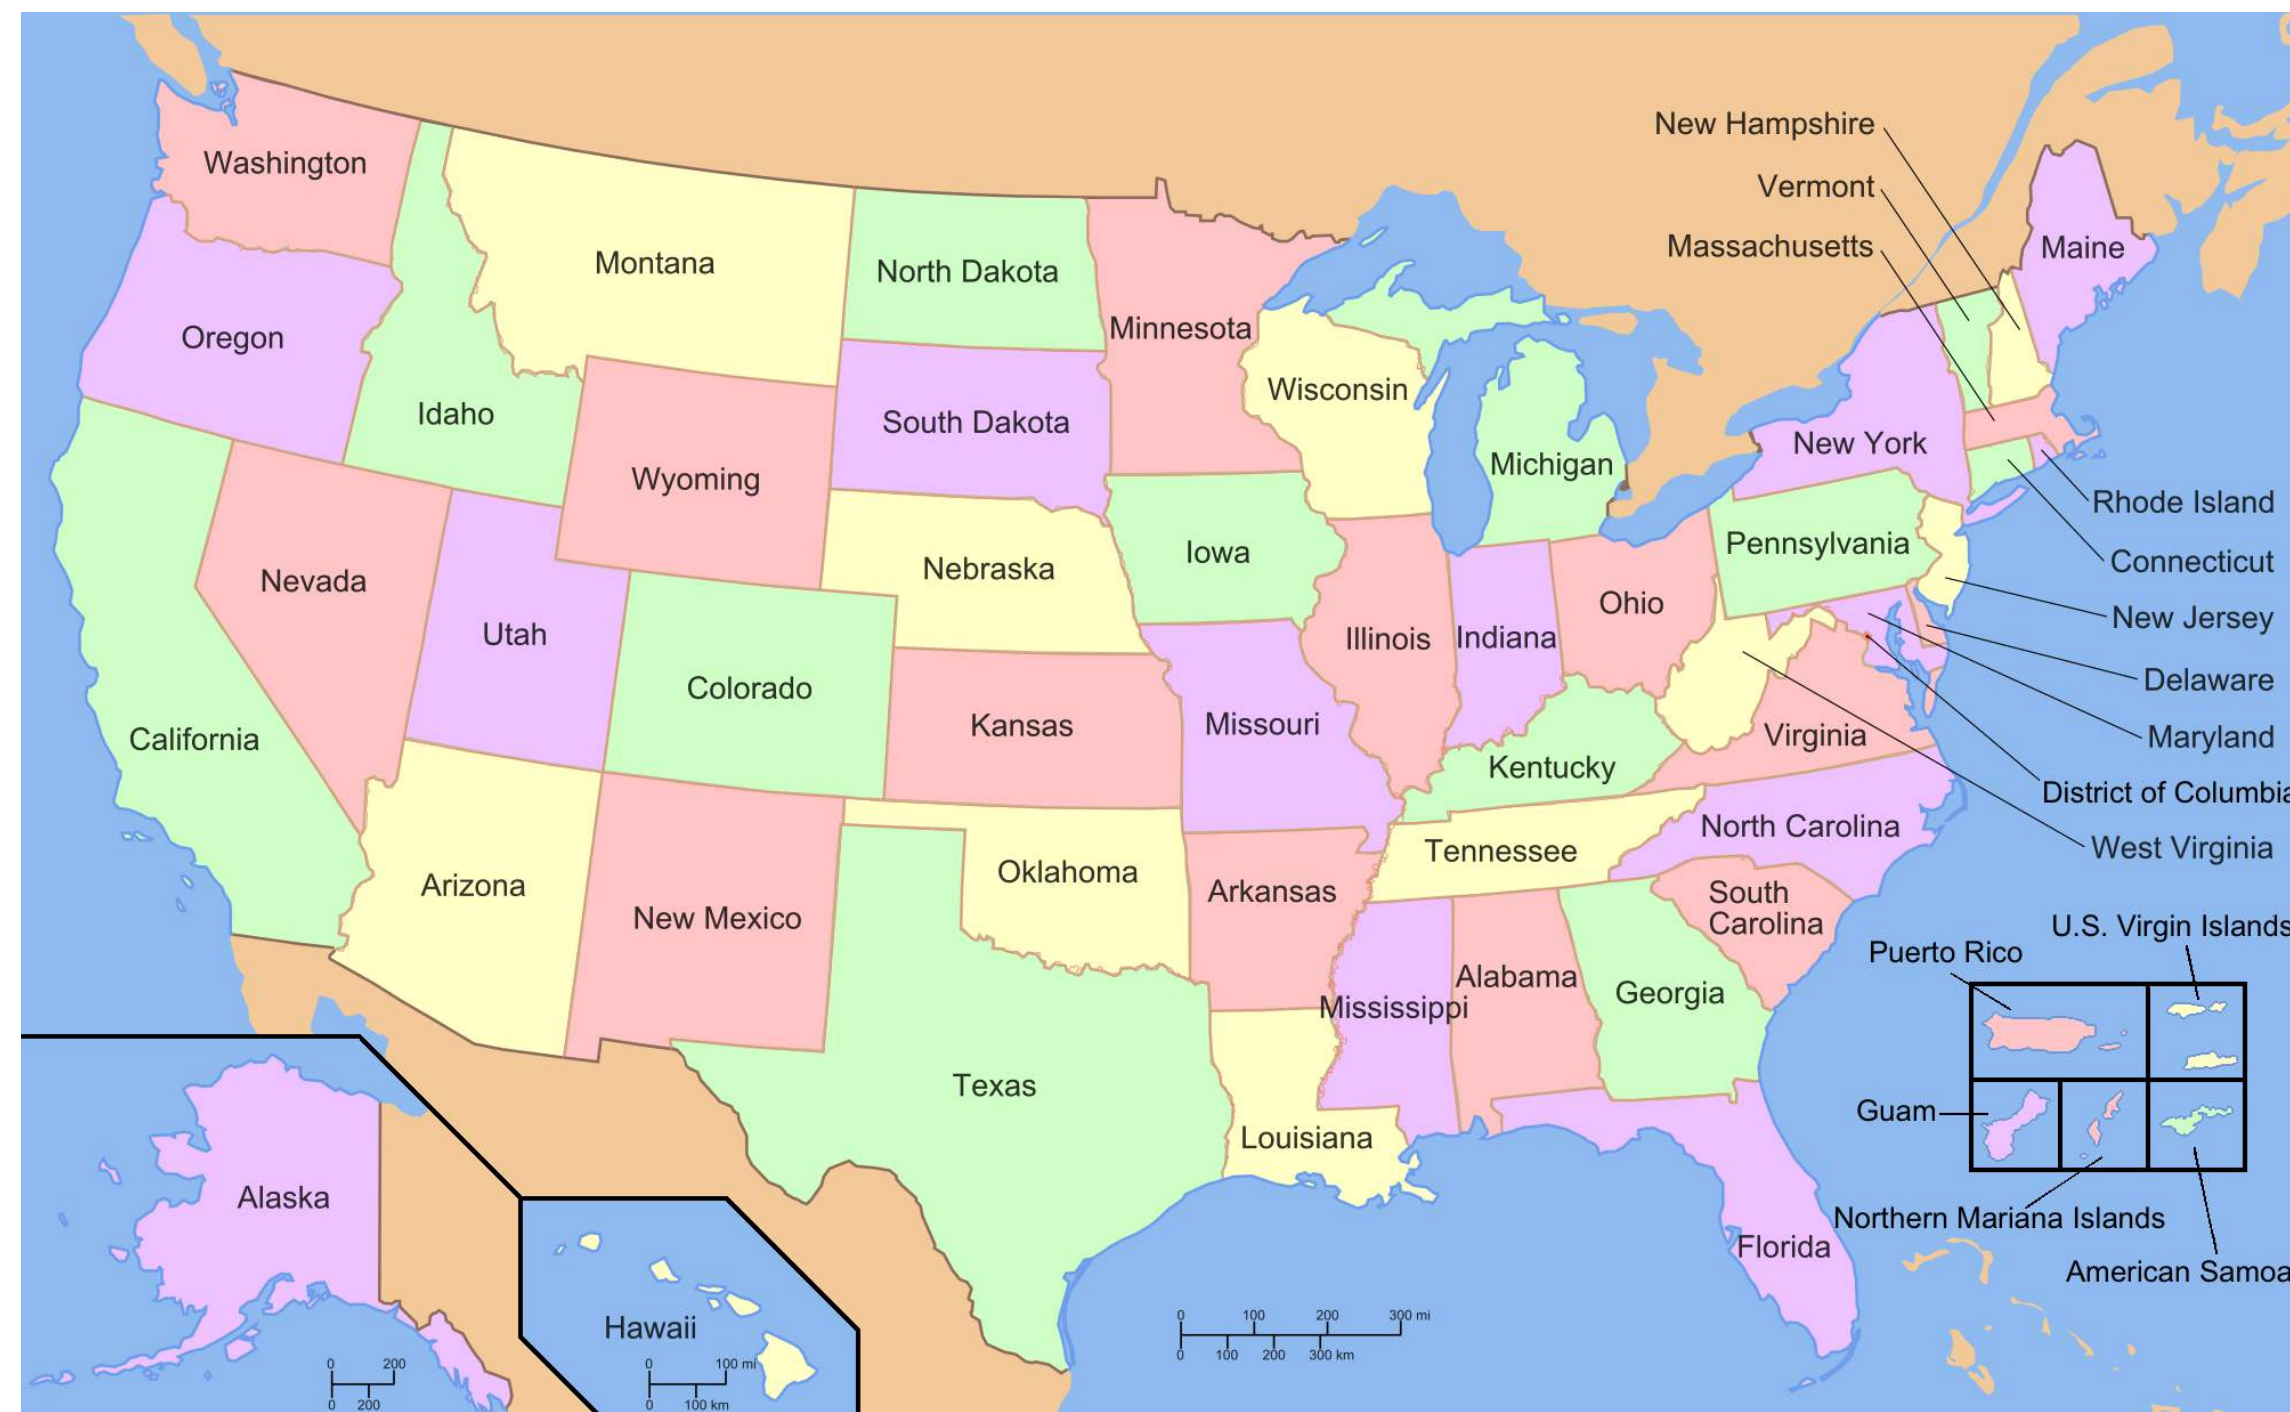 New Hampshire
Washington
Vermont
Massachusetts
Maine
Montana
North Dakota
Minnesota
Oregon
Wisconsin
Idaho
South Dakota
New York
Michigan
Wyoming
Rhode Island
Pennsylvania
Iowa
Connecticut
Nebraska
Nevada
Ohio
New Jersey
Utah
Illinois
Indiana
Delaware
Colorado
Missouri
Kansas
Virginia
Maryland
California
Kentucky
District of Columbia
North Carolina
West Virginia
Tennessee
Oklahoma
Arizona
Arkansas
South
Carolina
New Mexico
U.S. Virgin Islands
Puerto Rico
Alabama
Georgia
Mississippi
Texas
Guam
Louisiana
Alaska
Northern Mariana Islands
Florida
American Samoa
Hawaii
0 100 200 300 mi
0 100 200 300 km
0 200
0 200
0 100 mi
0 100 km